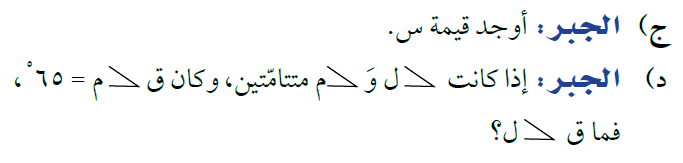 ج) الجبر: أوجد قيمة س.
د) الجبر: إذا كانت ∠ ل وَ ∠ م متتامّتين، وكان ق ∠ م = ٦٥°،
فما ق ∠ ل؟